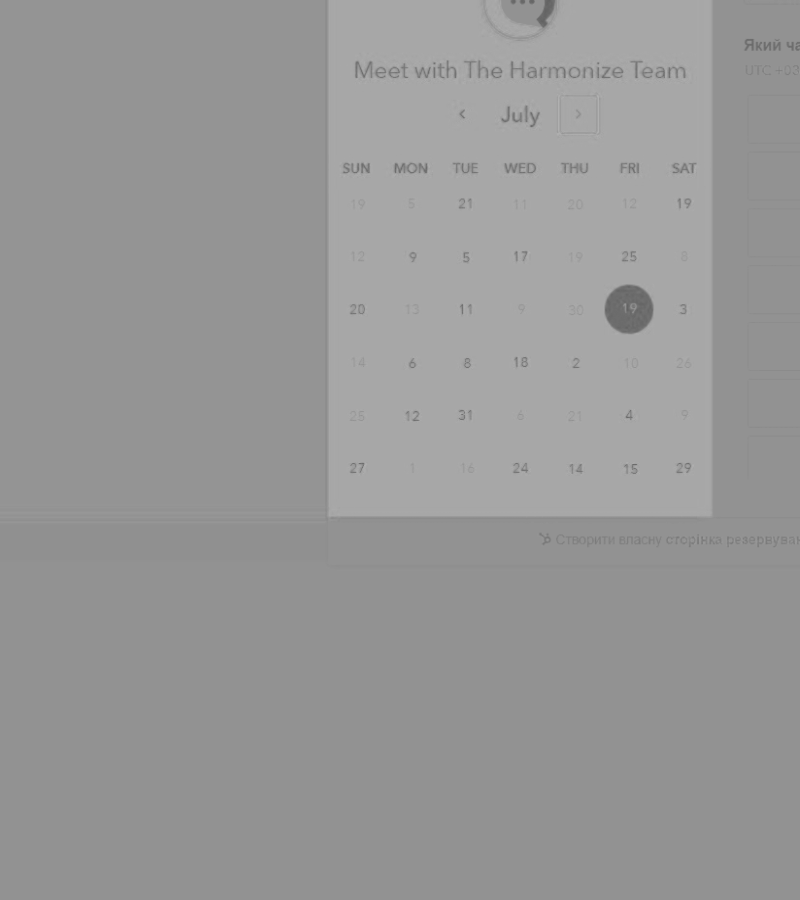 Meet with The Harmonize Team
‹ July ›
SUN MON TUE WED THU FRI SAT
19 5 21 11 20 12 19
12 9 5 17 19 25 8
20 13 11 9 30 19 3
14 6 8 18 2 10 26
25 12 31 6 21 4 9
27 1 16 24 14 15 29
Який ча
UTC +03
Створити власну сторінка резервуван